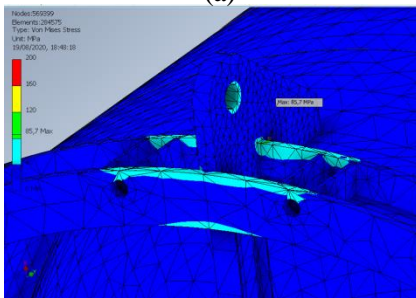 (a)
Nodes:569399
Elements:284575
Type: Von Mises Stress
Unit: MPa
19/08/2020, 18:48:18
200
160
120
85,7 Max
Max: 85,7 MPa